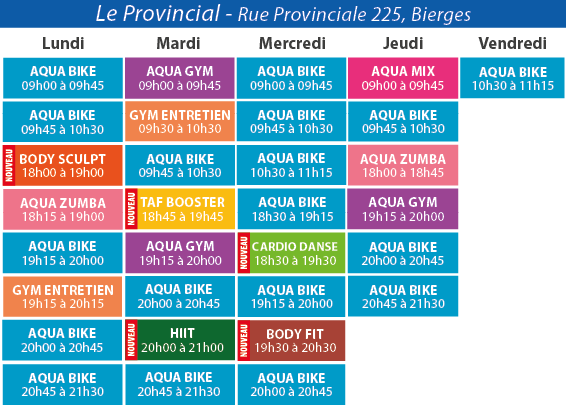 Le Provincial - Rue Provinciale 225, Bierges
Lundi Mardi Mercredi Jeudi Vendredi
AQUA BIKE AQUA GYM AQUA BIKE AQUA MIX AQUA BIKE
09h00 à 09h45 09h00 à 09h45 09h00 à 09h45 09h00 à 09h45 10h30 à 11h15
AQUA BIKE GYM ENTRETIEN AQUA BIKE AQUA BIKE
09h45 à 10h30 09h30 à 10h30 09h45 à 10h30 09h45 à 10h30
NOUVEAU BODY SCULPT AQUA BIKE AQUA BIKE AQUA ZUMBA
18h00 à 19h00 09h45 à 10h30 10h30 à 11h15 18h00 à 18h45
AQUA ZUMBA NOUVEAU TAF BOOSTER AQUA BIKE AQUA GYM
18h15 à 19h00 18h45 à 19h45 18h30 à 19h15 19h15 à 20h00
AQUA BIKE AQUA GYM NOUVEAU CARDIO DANSE AQUA BIKE
19h15 à 20h00 19h15 à 20h00 18h30 à 19h30 20h00 à 20h45
GYM ENTRETIEN AQUA BIKE AQUA BIKE AQUA BIKE
19h15 à 20h15 20h00 à 20h45 19h15 à 20h00 20h45 à 21h30
AQUA BIKE NOUVEAU HIIT NOUVEAU BODY FIT
20h00 à 20h45 20h00 à 21h00 19h30 à 20h30
AQUA BIKE AQUA BIKE AQUA BIKE
20h45 à 21h30 20h45 à 21h30 20h00 à 20h45